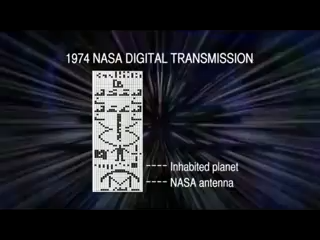 1974 NASA DIGITAL TRANSMISSION
Inhabited planet
NASA antenna